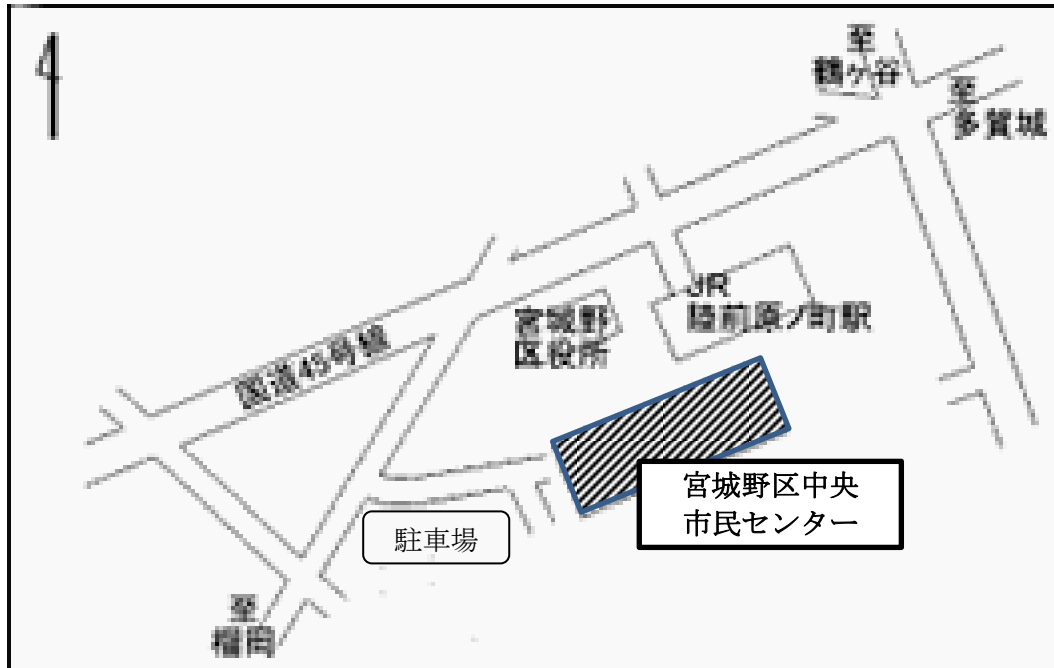 至
鶴ヶ谷
至
多賀城
JR
陸前原ノ町駅
宮城野
区役所
国道45号線
宮城野区中央
市民センター
駐車場
至
榴岡